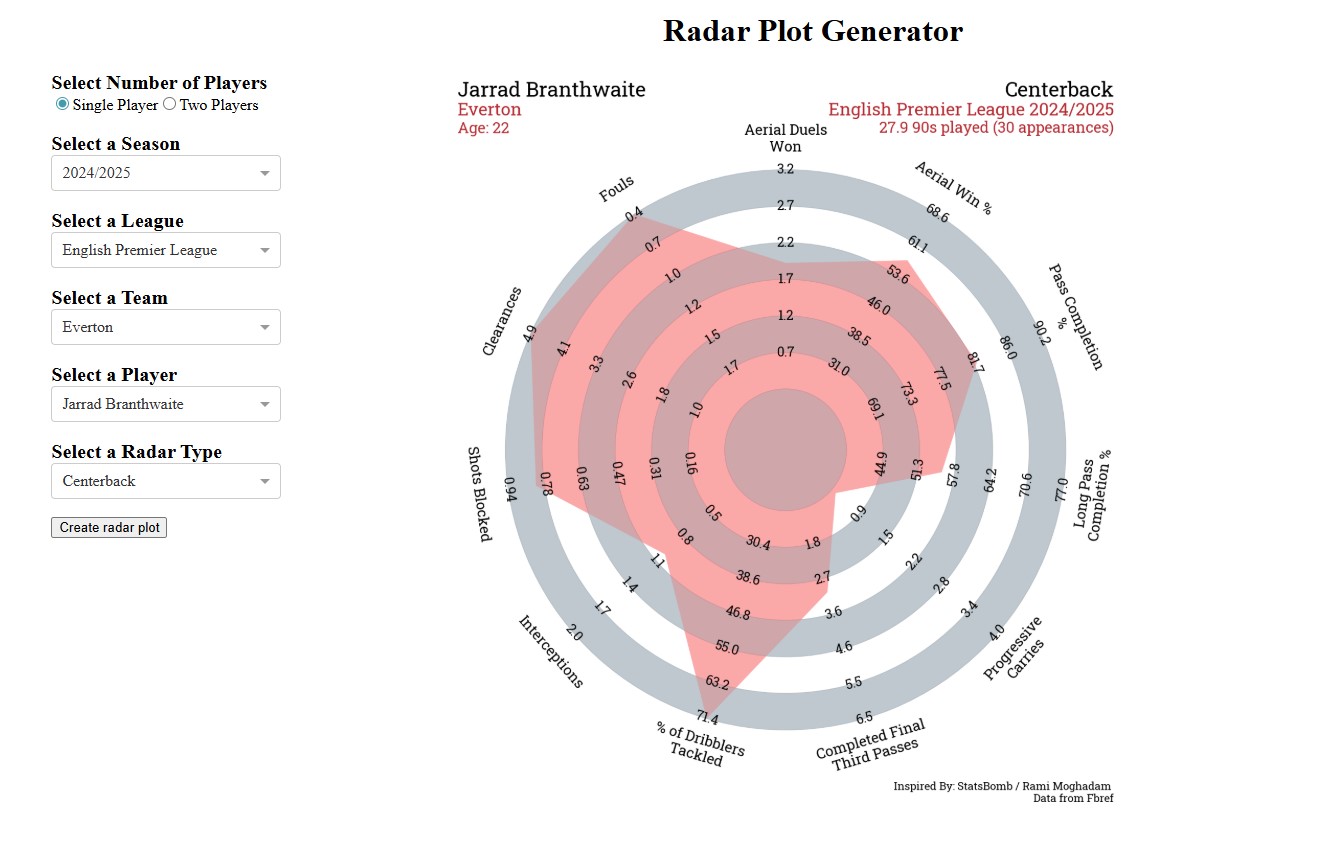 Radar Plot Generator
Select Number of Players
Single Player Two Players
Select a Season
2024/2025
Select a League
English Premier League
Select a Team
Everton
Select a Player
Jarrad Branthwaite
Select a Radar Type
Centerback
Create radar plot
Jarrad Branthwaite
Everton
Age: 22
Centerback
English Premier League 2024/2025
27.9 90s played (30 appearances)
Aerial Duels
Won
3.2
2.7
2.2
1.7
1.2
0.7
Aerial Win %
68.6
61.1
53.6
46.0
38.5
31.0
Pass Completion
%
90.2
86.0
81.7
77.5
73.3
69.1
Long Pass
Completion %
77.0
70.6
64.2
57.8
51.3
44.9
Progressive
Carries
4.0
3.4
2.8
2.2
1.5
0.9
Completed Final
Third Passes
6.5
5.5
4.6
3.6
2.7
1.8
% of Dribblers
Tackled
71.4
63.2
55.0
46.8
38.6
30.4
Interceptions
2.0
1.7
1.4
1.1
0.8
0.5
Shots Blocked
0.94
0.78
0.63
0.47
0.31
0.16
Clearances
4.9
4.1
3.3
2.6
1.8
1.0
Fouls
0.4
0.7
1.0
1.2
1.5
1.7
Inspired By: StatsBomb / Rami Moghadam
Data from Fbref